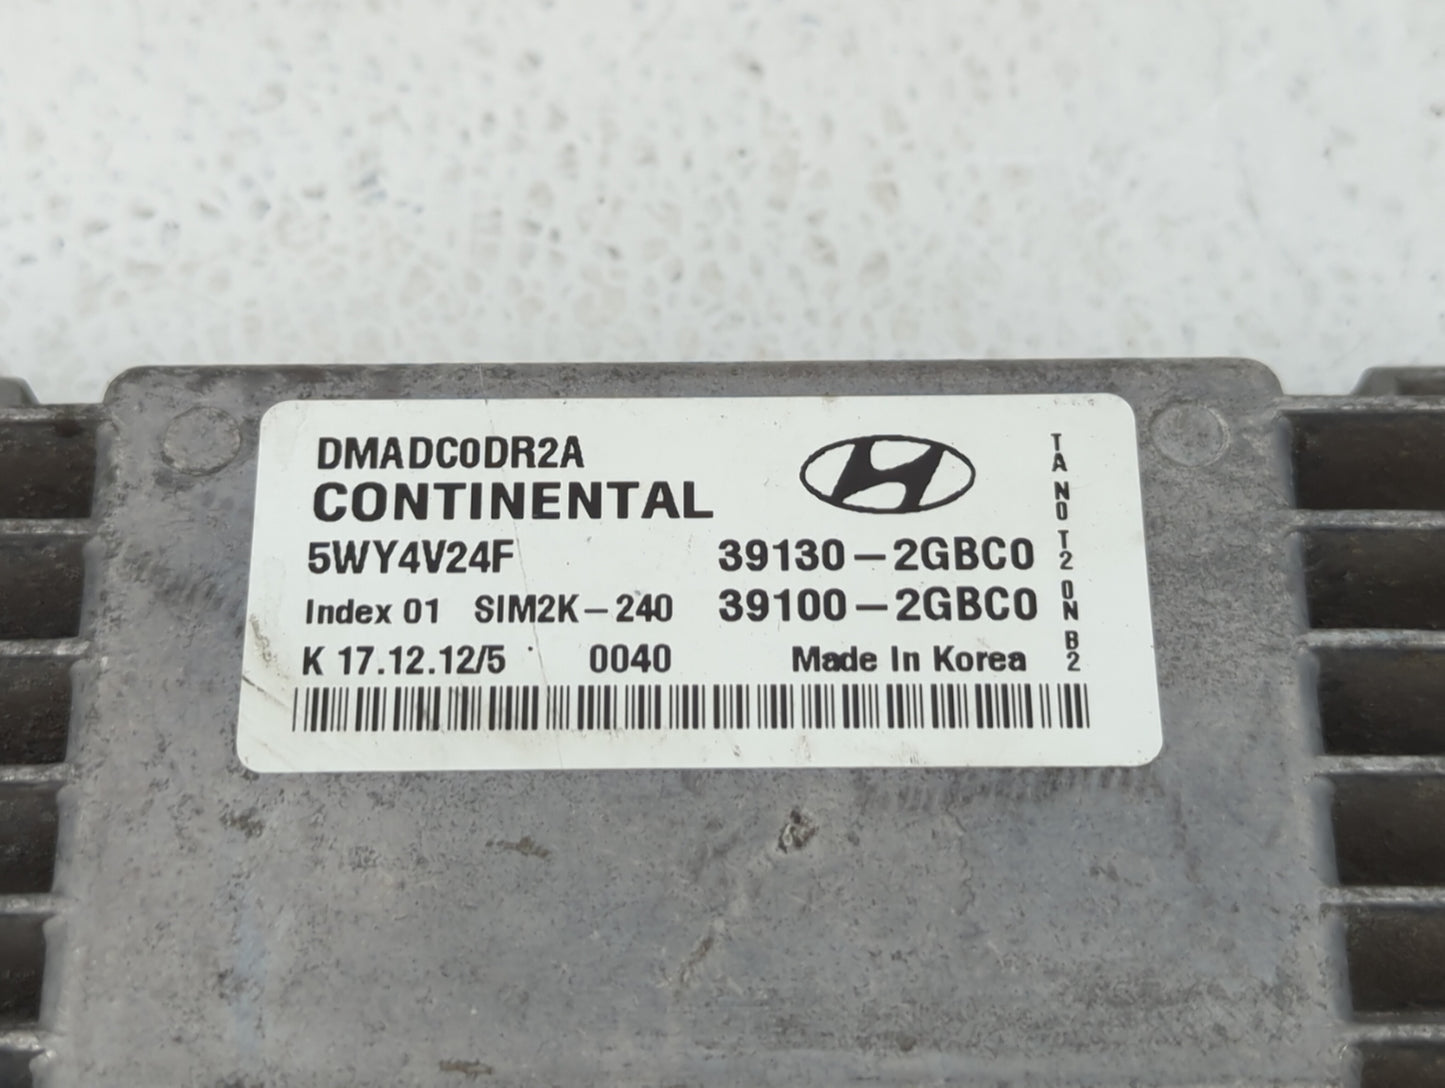 DMADC0DR2A
CONTINENTAL
5WY4V24F 39130-2GBC0
Index 01 SIM2K-240 39100-2GBC0
K 17.12.12/5 0040 Made In Korea
TA NO T2 ON B2